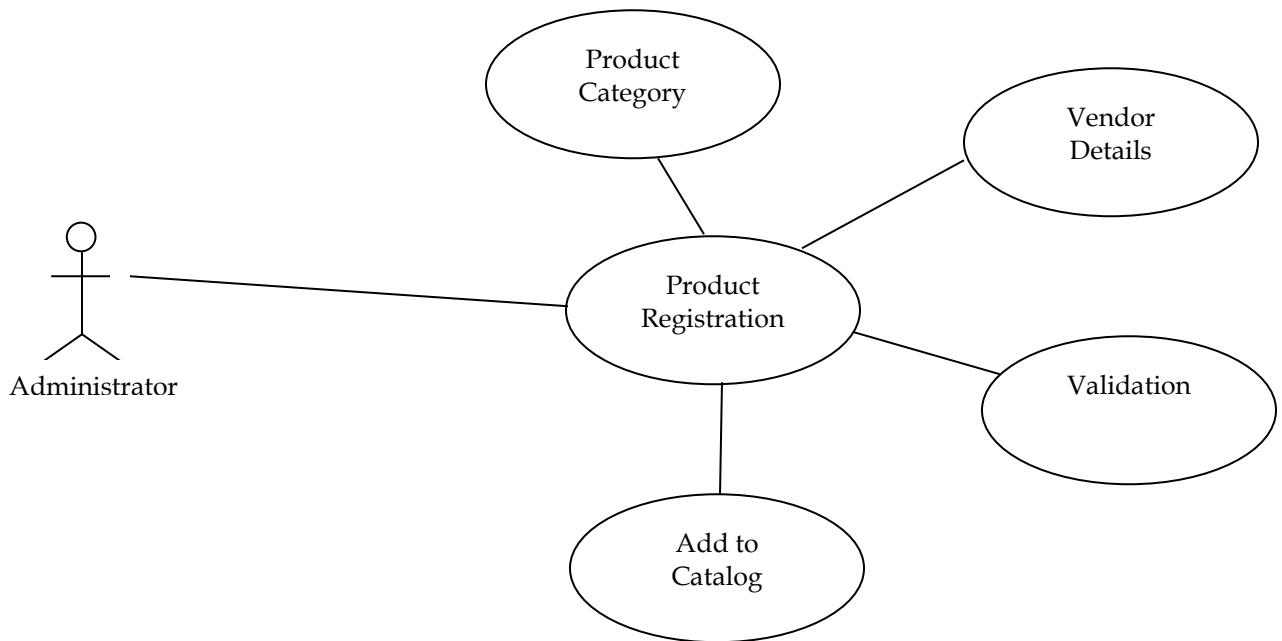 Product
Category
Vendor
Details
Product
Registration
Administrator
Validation
Add to
Catalog